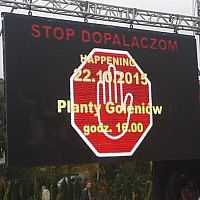 STOP DOPALACZOM
HAPPENING
22.10.2015
Planty Goleniów
godz. 16.00